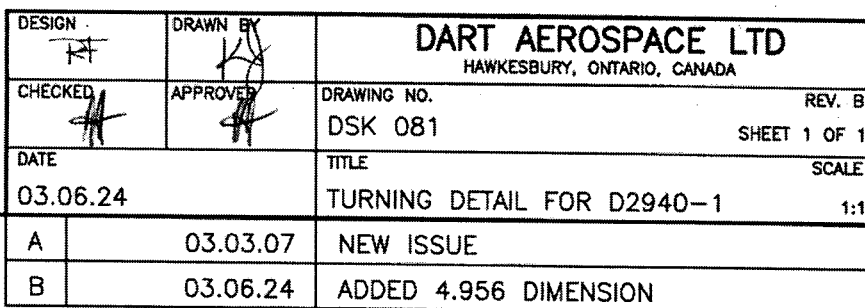 DESIGN
DRAWN BY
DART AEROSPACE LTD
HAWKESBURY, ONTARIO, CANADA
CHECKED
APPROVED
DRAWING NO.
REV. B
DSK 081
SHEET 1 OF 1
DATE
TITLE
SCALE
03.06.24
TURNING DETAIL FOR D2940-1
1:1
A 03.03.07 NEW ISSUE
B 03.06.24 ADDED 4.956 DIMENSION